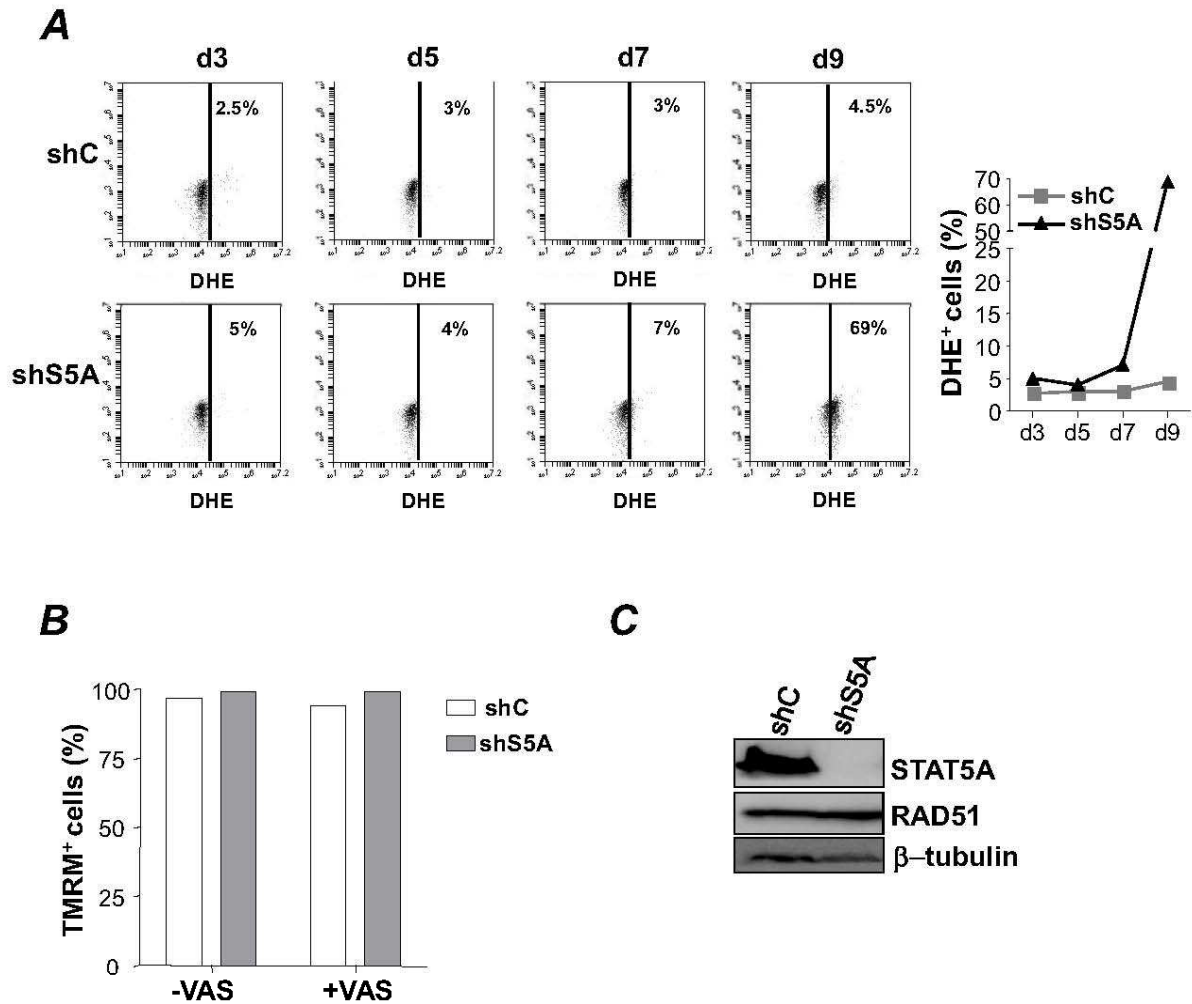 A
d3 d5 d7 d9
shC
2.5% 3% 3% 4.5%
DHE DHE DHE DHE
shS5A
5% 4% 7% 69%
DHE DHE DHE DHE
DHE+ cells (%)
70
60
50
25
20
15
10
5
0
shC
shS5A
d3 d5 d7 d9
B
TMRM+ cells (%)
100
75
50
25
0
-VAS +VAS
shC
shS5A
C
shC shS5A
STAT5A
RAD51
β–tubulin